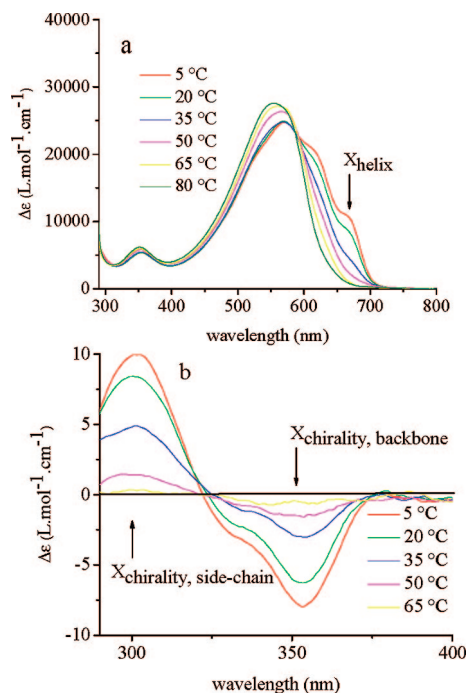 a
40000
30000
20000
10000
0
Δε (L.mol⁻¹.cm⁻¹)
5 °C
20 °C
35 °C
50 °C
65 °C
80 °C
Xhelix
300 400 500 600 700 800
wavelength (nm)
b
10
5
0
-5
-10
Δε (L.mol⁻¹.cm⁻¹)
Xchirality, backbone
Xchirality, side-chain
5 °C
20 °C
35 °C
50 °C
65 °C
300 350 400
wavelength (nm)